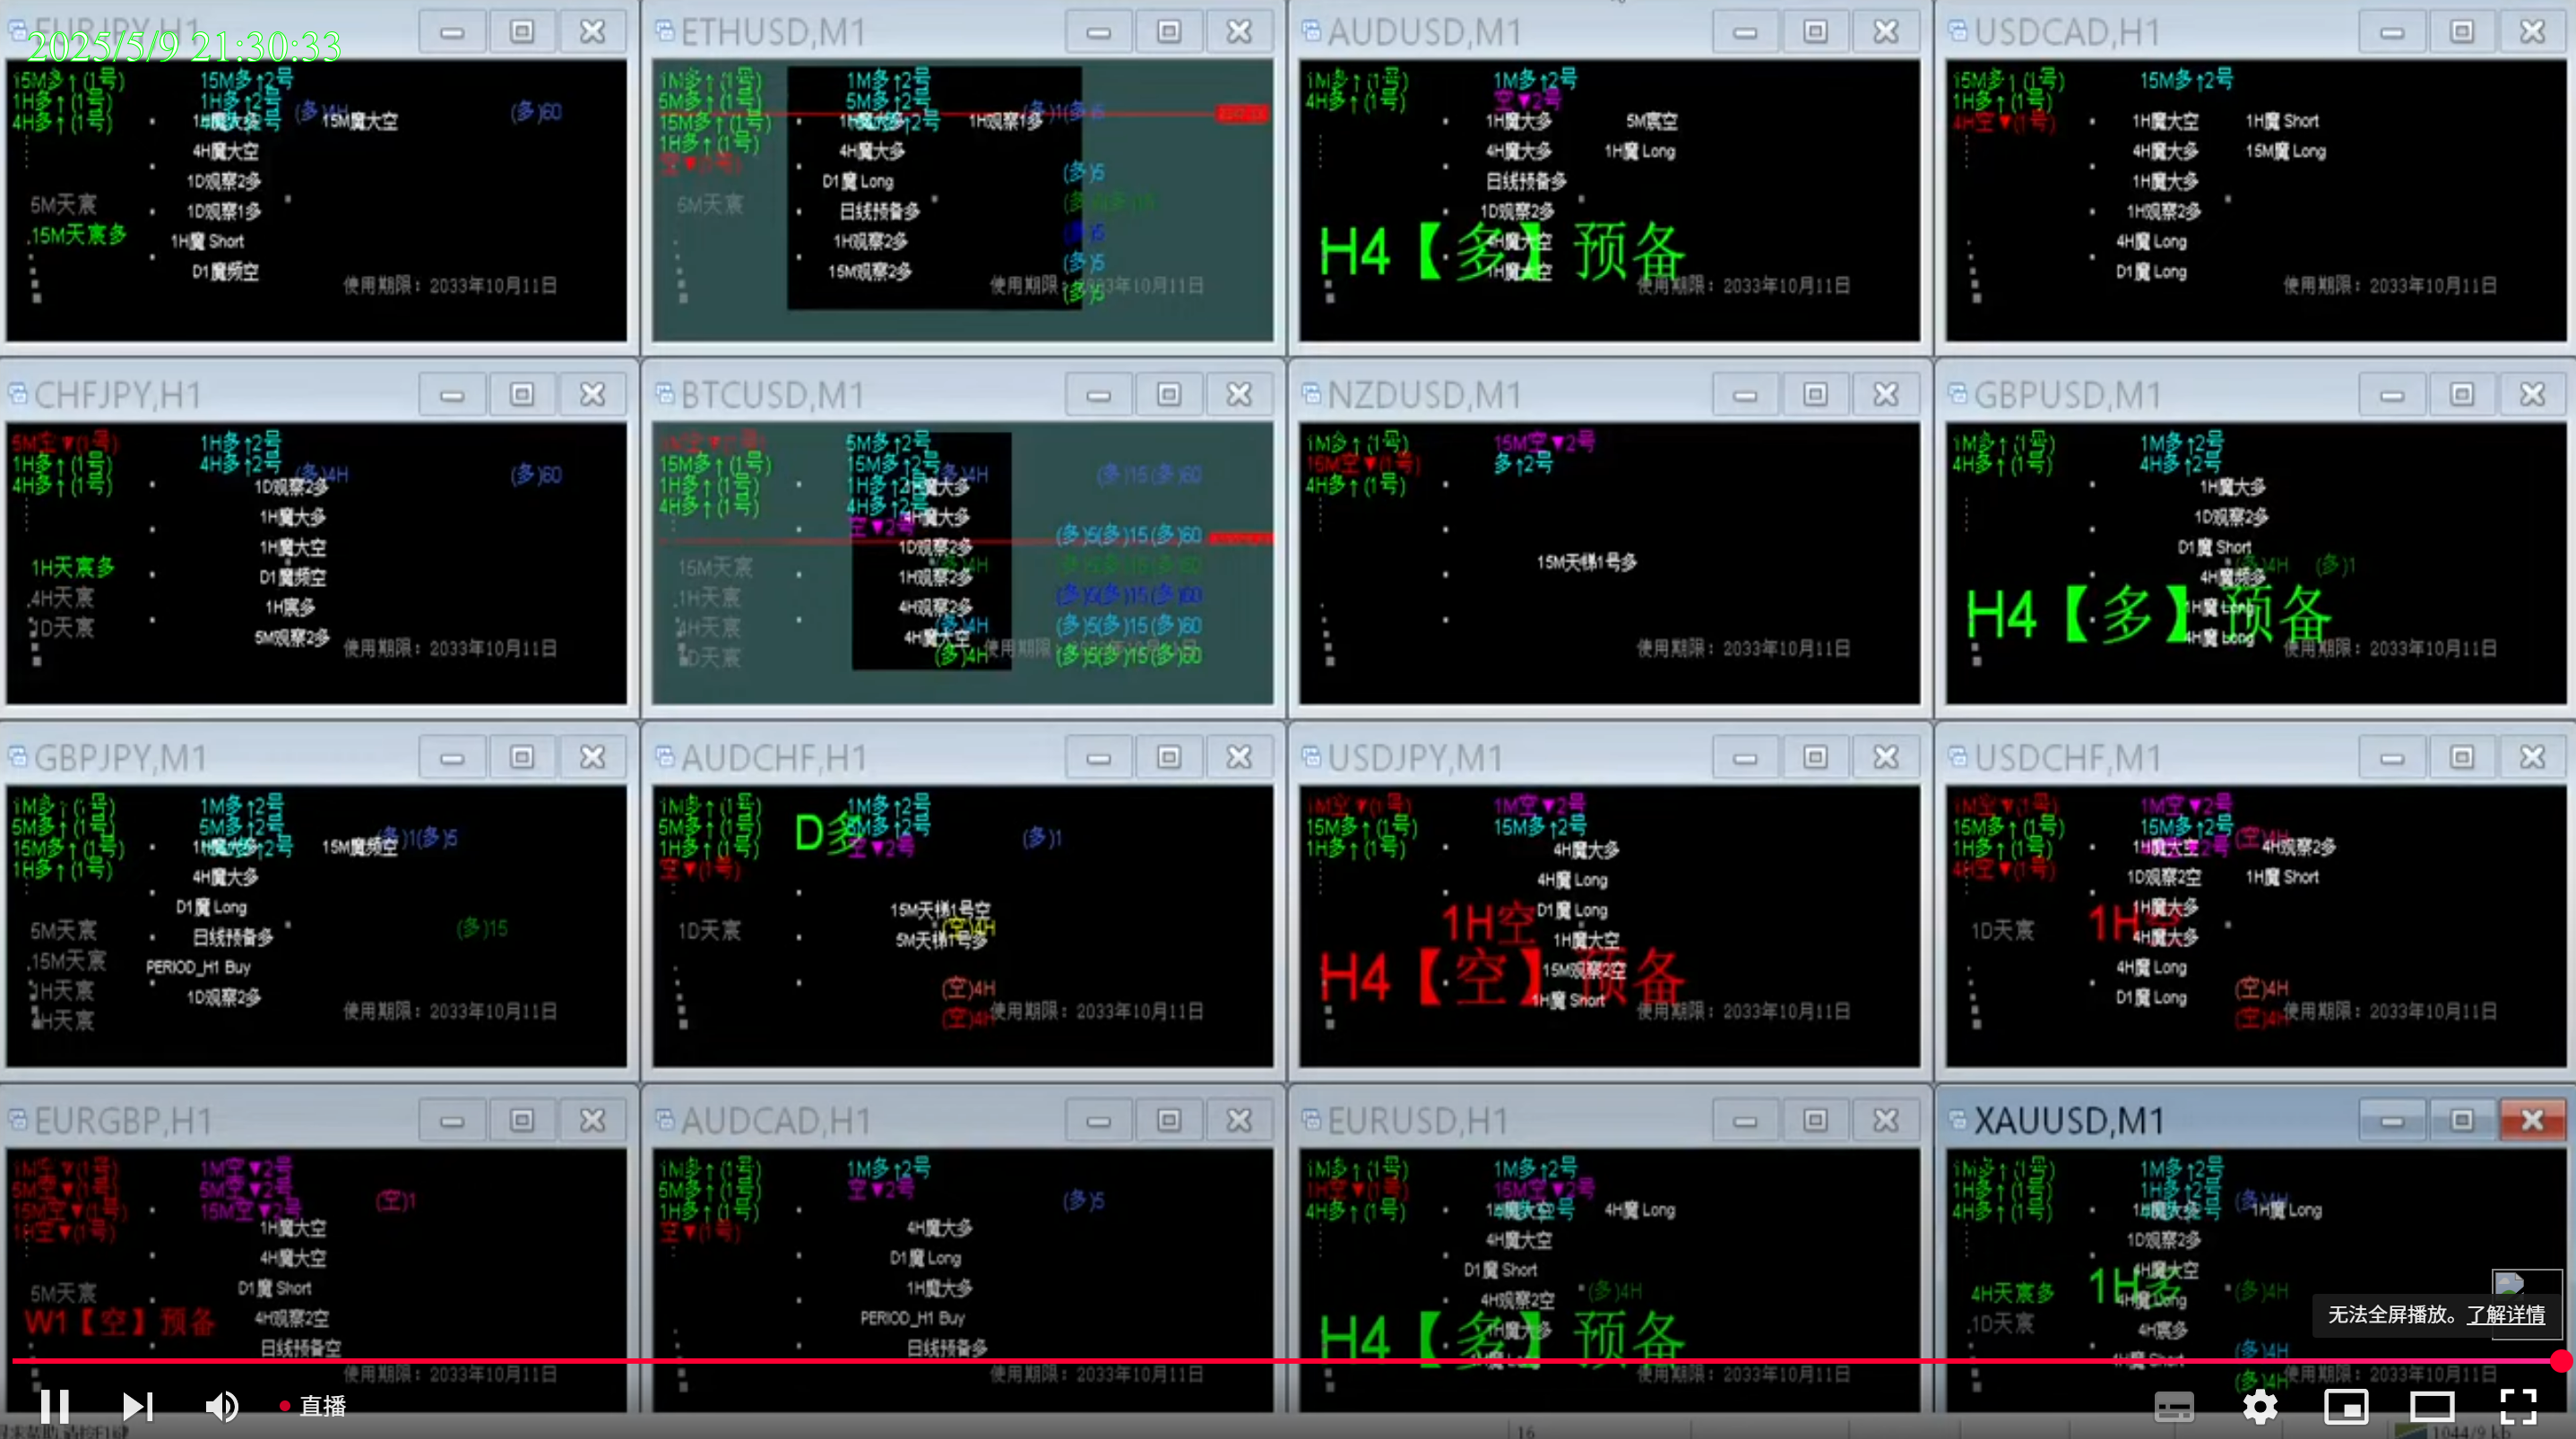 EURJPY,H1
2025/5/9 21:30:33
15M多↑(1号)
15M多↑2号
1H多↑(1号)
1H多↑2号
(多)4H
(多)60
4H多↑(1号)
15M魔大空
4H魔大空
1D观察2多
5M天宸
1D观察1多
15M天宸多
1H魔 Short
D1魔频空
使用期限：2033年10月11日
ETHUSD,M1
1M多↑(1号)
1M多↑2号
5M多↑(1号)
5M多↑2号
15M多↑(1号)
1H观察1多
1H多↑(1号)
4H魔大多
(多)5
D1魔 Long
5M天宸
日线预备多
1H观察2多
(多)5
15M观察2多
(多)5
AUDUSD,M1
1M多↑(1号)
1M多↑2号
4H多↑(1号)
空▼2号
1H魔大多
5M宸空
4H魔大多
1H魔 Long
日线预备多
1D观察2多
H4【多】预备
4H魔大空
1H魔大空
使用期限：2033年10月11日
USDCAD,H1
15M多↑(1号)
15M多↑2号
1H多↑(1号)
4H空▼(1号)
1H魔大空
1H魔 Short
4H魔大多
15M魔 Long
1H魔大多
1H观察2多
4H魔 Long
D1魔 Long
使用期限：2033年10月11日
CHFJPY,H1
5M空▼(1号)
1H多↑2号
1H多↑(1号)
4H多↑2号
(多)4H
(多)60
4H多↑(1号)
1D观察2多
1H魔大多
1H魔大空
1H天宸多
D1魔频空
4H天宸
1H宸多
1D天宸
5M观察2多
使用期限：2033年10月11日
BTCUSD,M1
5M多↑2号
15M多↑(1号)
15M多↑2号
(多)4H
(多)15(多)60
1H多↑(1号)
1H多↑2号
4H多↑(1号)
4H多↑2号
空▼2号
(多)5(多)15(多)60
1D观察2多
15M天宸
1H观察2多
1H天宸
(多)5(多)15(多)60
4H观察2多
4H天宸
(多)5(多)15(多)60
4H魔大空
(多)4H
(多)5(多)15(多)60
NZDUSD,M1
1M多↑(1号)
15M空▼2号
15M空▼(1号)
多↑2号
4H多↑(1号)
15M天梯1号多
使用期限：2033年10月11日
GBPUSD,M1
1M多↑(1号)
1M多↑2号
4H多↑(1号)
4H多↑2号
1H魔大多
1D观察2多
D1魔 Short
(多)1
4H魔频多
H4【多】预备
1H魔 Long
4H魔 Long
使用期限：2033年10月11日
GBPJPY,M1
1M多↑(1号)
1M多↑2号
5M多↑(1号)
5M多↑2号
(多)1(多)5
15M多↑(1号)
15M魔频空
1H多↑(1号)
4H魔大多
D1魔 Long
5M天宸
日线预备多
(多)15
15M天宸
PERIOD_H1 Buy
1H天宸
1D观察2多
4H天宸
使用期限：2033年10月11日
AUDCHF,H1
1M多↑(1号)
1M多↑2号
5M多↑(1号)
D多
5M多↑2号
(多)1
1H多↑(1号)
空▼2号
空▼(1号)
15M天梯1号空
1D天宸
(空)4H
5M天梯1号多
(空)4H
(空)4H
使用期限：2033年10月11日
USDJPY,M1
1M空▼(1号)
1M空▼2号
15M多↑(1号)
15M多↑2号
1H多↑(1号)
4H魔大多
4H魔 Long
D1魔 Long
1H空
1H魔大空
H4【空】预备
15M观察2空
1H魔 Short
使用期限：2033年10月11日
USDCHF,M1
1M空▼(1号)
1M空▼2号
15M多↑(1号)
15M多↑2号
(空)4H
1H多↑(1号)
1H魔大空
4H观察2多
4H空▼(1号)
1D观察2空
1H魔 Short
1H魔大多
1D天宸
1H空
4H魔大多
4H魔 Long
(空)4H
D1魔 Long
(空)4H
使用期限：2033年10月11日
EURGBP,H1
1M空▼(1号)
1M空▼2号
5M空▼(1号)
5M空▼2号
(空)1
15M空▼(1号)
15M空▼2号
1H空▼(1号)
1H魔大空
4H魔大空
5M天宸
D1魔 Short
W1【空】预备
4H观察2空
日线预备空
使用期限：2033年10月11日
AUDCAD,H1
1M多↑(1号)
1M多↑2号
5M多↑(1号)
空▼2号
(多)5
1H多↑(1号)
空▼(1号)
4H魔大多
D1魔 Long
1H魔大多
PERIOD_H1 Buy
日线预备多
使用期限：2033年10月11日
EURUSD,H1
1M多↑(1号)
1M多↑2号
1H空▼(1号)
15M空▼2号
4H多↑(1号)
4H魔 Long
4H魔大空
D1魔 Short
4H观察2空
(多)4H
H4【多】预备
1H魔大多
使用期限：2033年10月11日
XAUUSD,M1
1M多↑(1号)
1M多↑2号
1H多↑(1号)
1H多↑2号
(多)4H
4H多↑(1号)
1H魔 Long
1D观察2多
4H魔大空
4H天宸多
1H多
4H魔 Long
(多)4H
1D天宸
4H宸多
(多)4H
(多)4H
使用期限：2033年10月11日
无法全屏播放。了解详情
直播
16
1044/9 kb